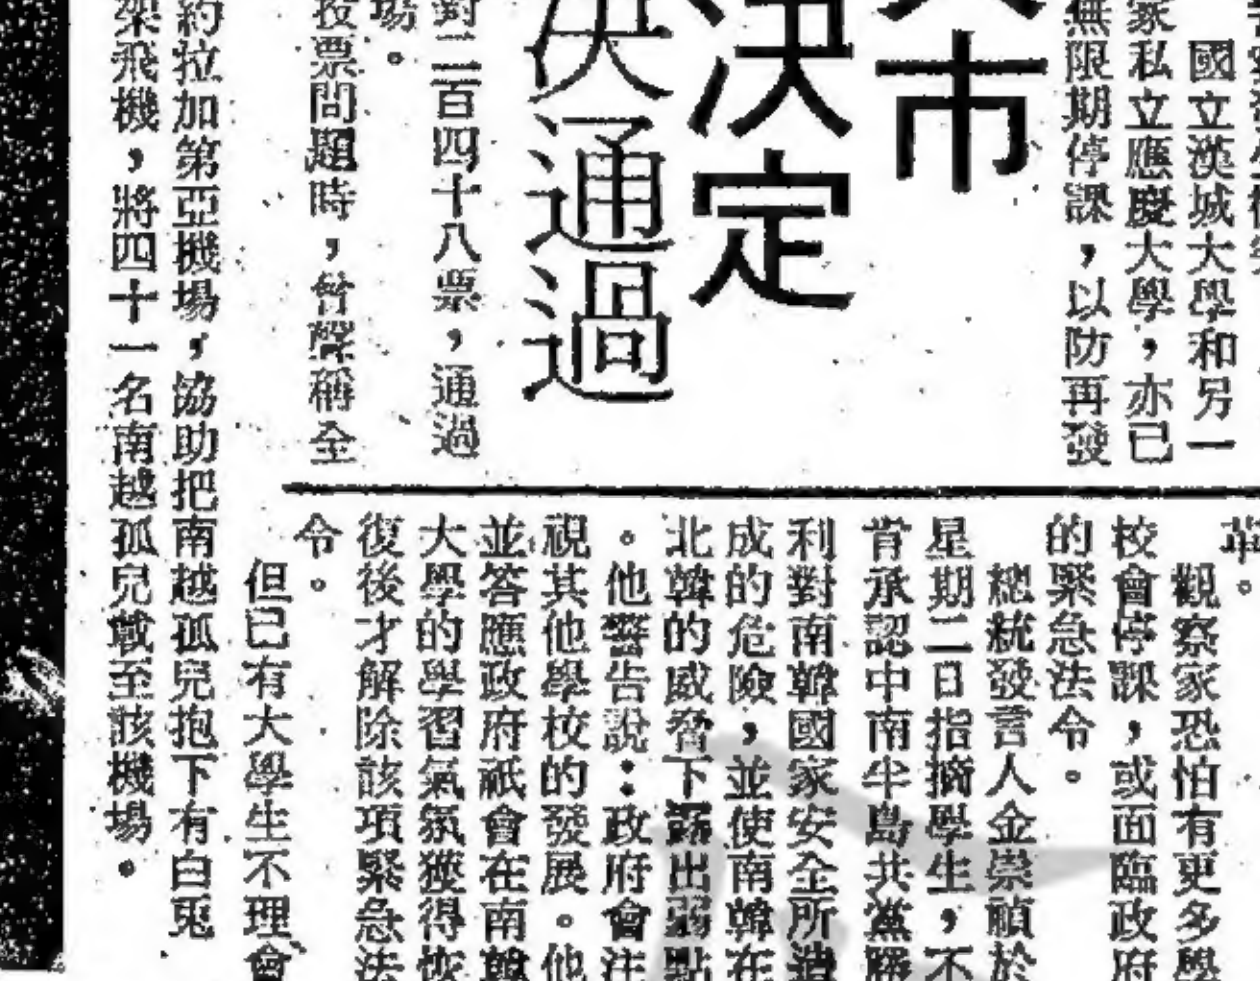 國立漢城大學和另一
家私立應慶大學，亦已
無限期停課，以防再發
市
決定
決通過
對二百四十八票，通過
場。
投票問題時，曾聲稱全
約拉加第亞機場，協助把南越孤兒抱下有白兎
架飛機，將四十一名南越孤兒載至該機場。
革。
觀察家恐怕有更多學
校會停課，或面臨政府
的緊急法令。
總統發言人金崇願於
星期二日指摘學生，不
肯承認中南半島共黨勝
利對南韓國家安全所造
成的危險，並使南韓在
北韓的威脅下露出弱點
。他警告說：政府會注
視其他學校的發展。他
並答應政府祇會在南韓
大學的學習氣氛獲得恢
復後才解除該項緊急法
令。
但已有大學生不理會